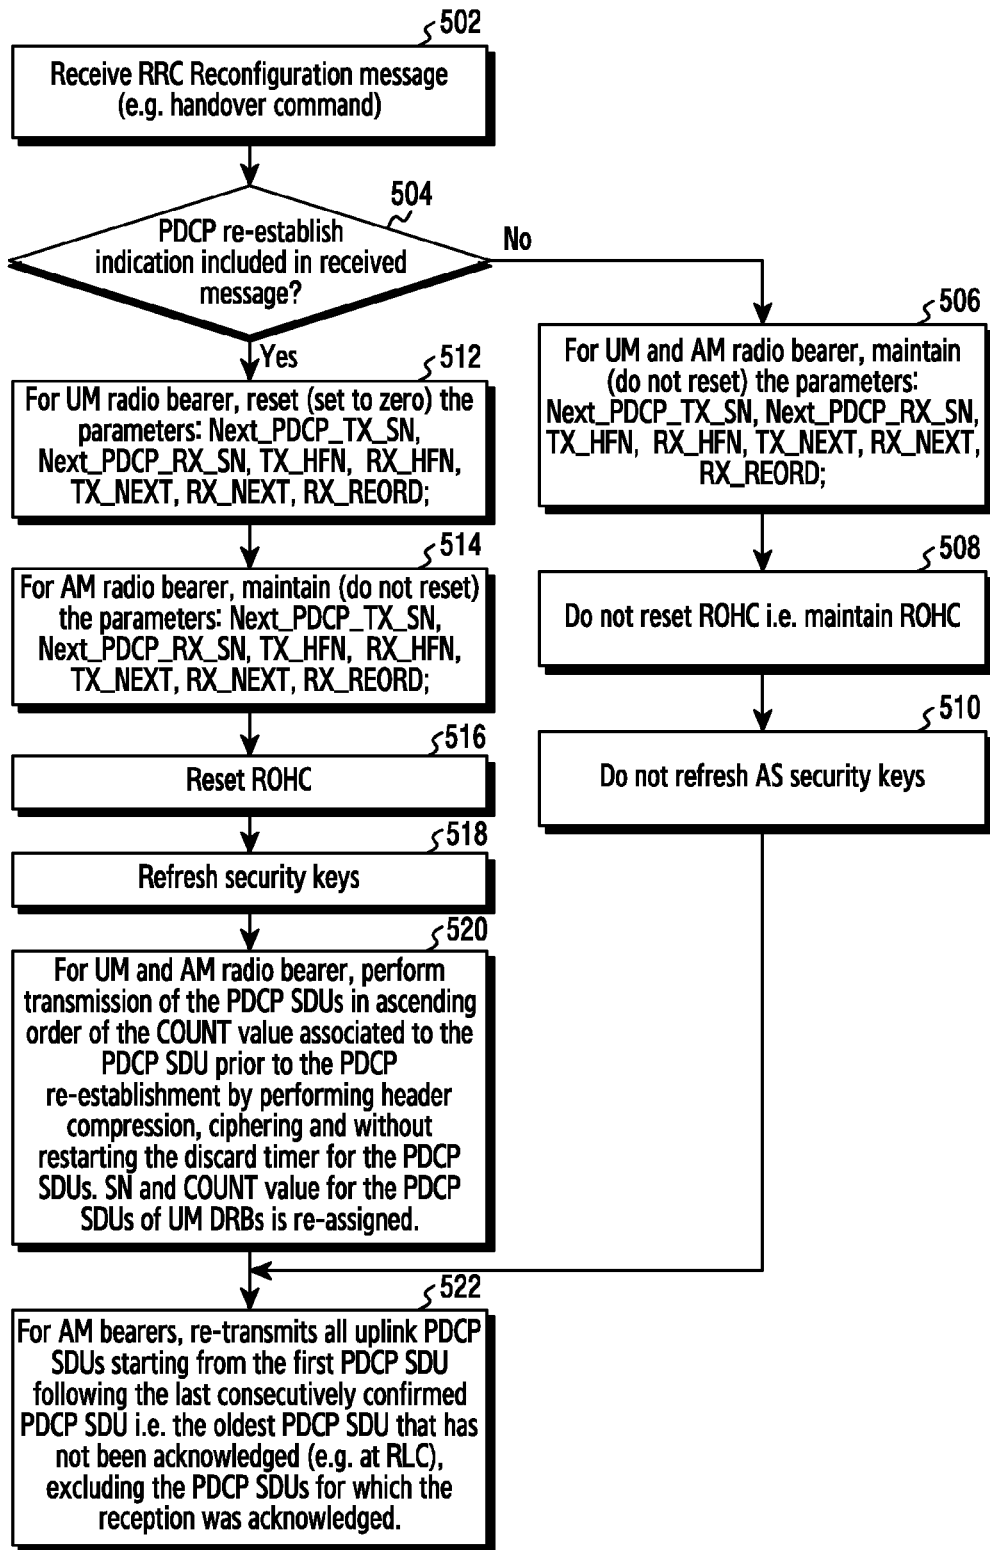 502
Receive RRC Reconfiguration message
(e.g. handover command)
504
PDCP re-establish
indication included in received
message?
No
Yes
506
For UM and AM radio bearer, maintain
(do not reset) the parameters:
Next_PDCP_TX_SN, Next_PDCP_RX_SN,
TX_HFN, RX_HFN, TX_NEXT, RX_NEXT,
RX_REORD;
508
Do not reset ROHC i.e. maintain ROHC
510
Do not refresh AS security keys
512
For UM radio bearer, reset (set to zero) the
parameters: Next_PDCP_TX_SN,
Next_PDCP_RX_SN, TX_HFN, RX_HFN,
TX_NEXT, RX_NEXT, RX_REORD;
514
For AM radio bearer, maintain (do not reset)
the parameters: Next_PDCP_TX_SN,
Next_PDCP_RX_SN, TX_HFN, RX_HFN,
TX_NEXT, RX_NEXT, RX_REORD;
516
Reset ROHC
518
Refresh security keys
520
For UM and AM radio bearer, perform
transmission of the PDCP SDUs in ascending
order of the COUNT value associated to the
PDCP SDU prior to the PDCP
re-establishment by performing header
compression, ciphering and without
restarting the discard timer for the PDCP
SDUs. SN and COUNT value for the PDCP
SDUs of UM DRBs is re-assigned.
522
For AM bearers, re-transmits all uplink PDCP
SDUs starting from the first PDCP SDU
following the last consecutively confirmed
PDCP SDU i.e. the oldest PDCP SDU that has
not been acknowledged (e.g. at RLC),
excluding the PDCP SDUs for which the
reception was acknowledged.